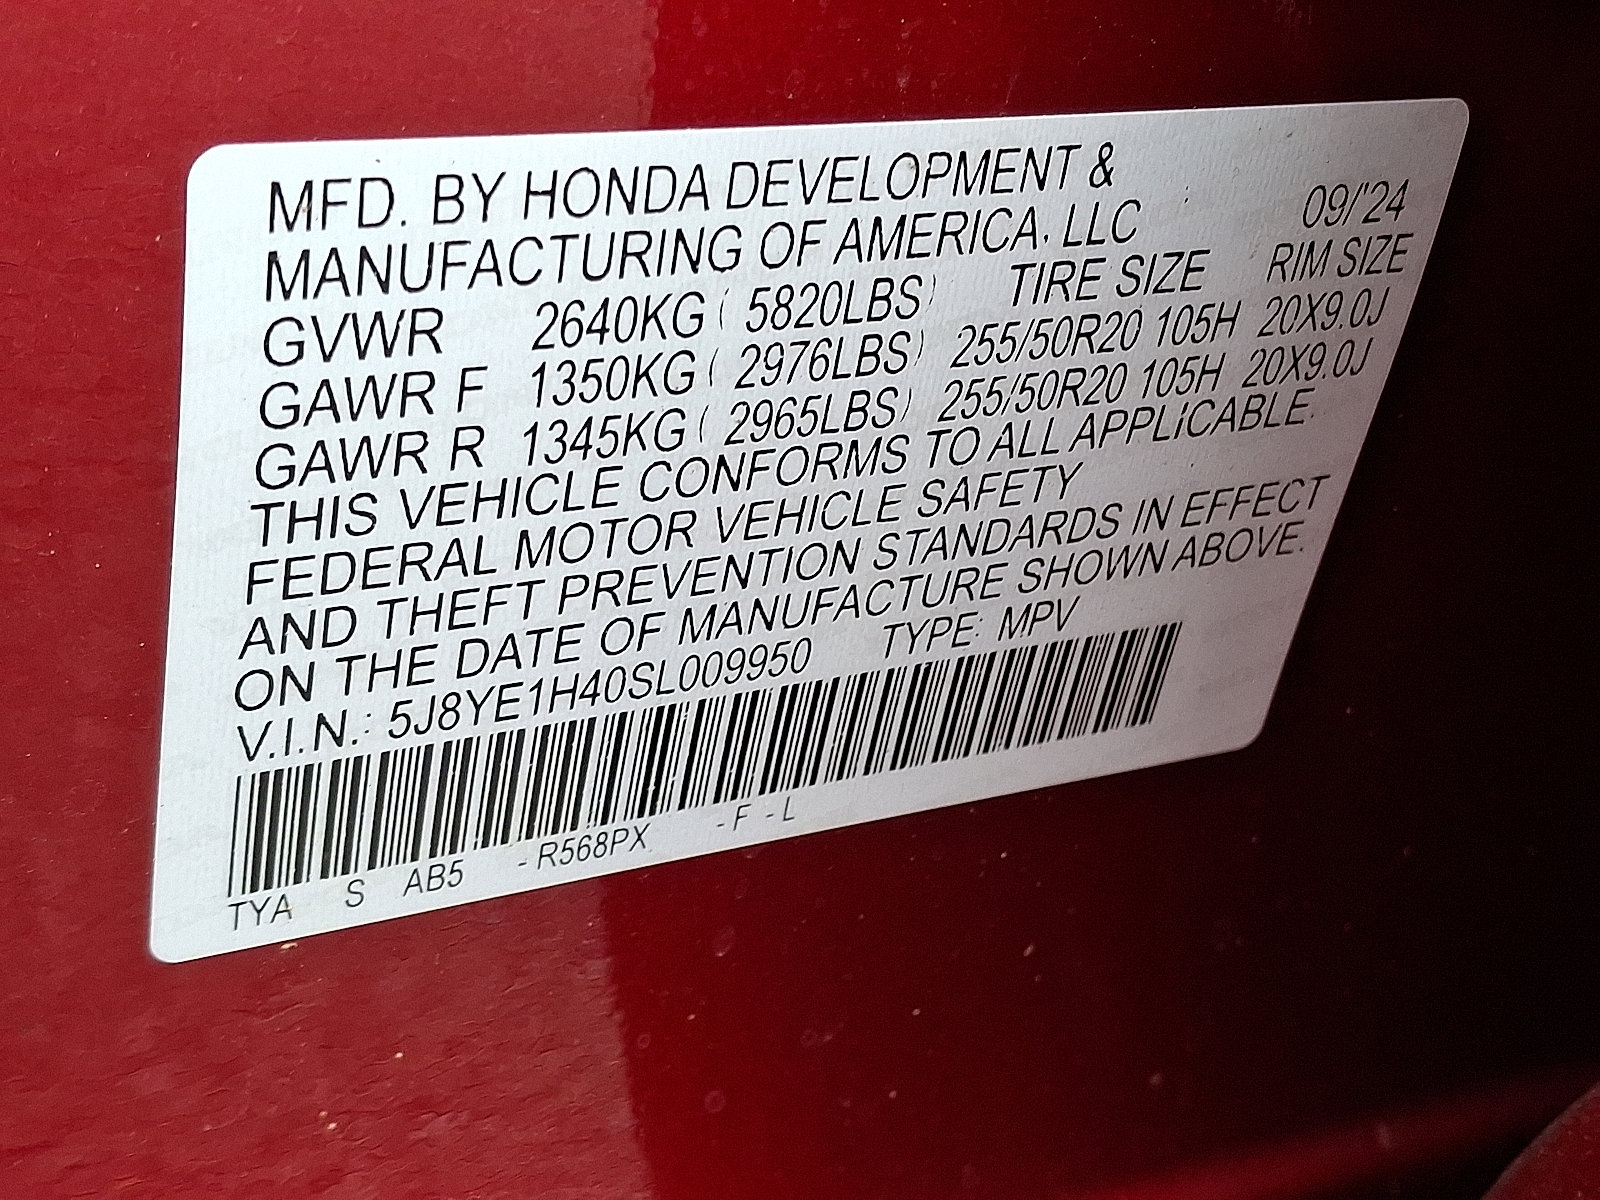 MFD. BY HONDA DEVELOPMENT &
MANUFACTURING OF AMERICA, LLC 09/'24
GVWR 2640KG ( 5820LBS) TIRE SIZE RIM SIZE
GAWR F 1350KG ( 2976LBS) 255/50R20 105H 20X9.0J
GAWR R 1345KG ( 2965LBS) 255/50R20 105H 20X9.0J
THIS VEHICLE CONFORMS TO ALL APPLICABLE
FEDERAL MOTOR VEHICLE SAFETY
AND THEFT PREVENTION STANDARDS IN EFFECT
ON THE DATE OF MANUFACTURE SHOWN ABOVE.
V.I.N.: 5J8YE1H40SL009950 TYPE: MPV
TYA S AB5 -R568PX -F-L